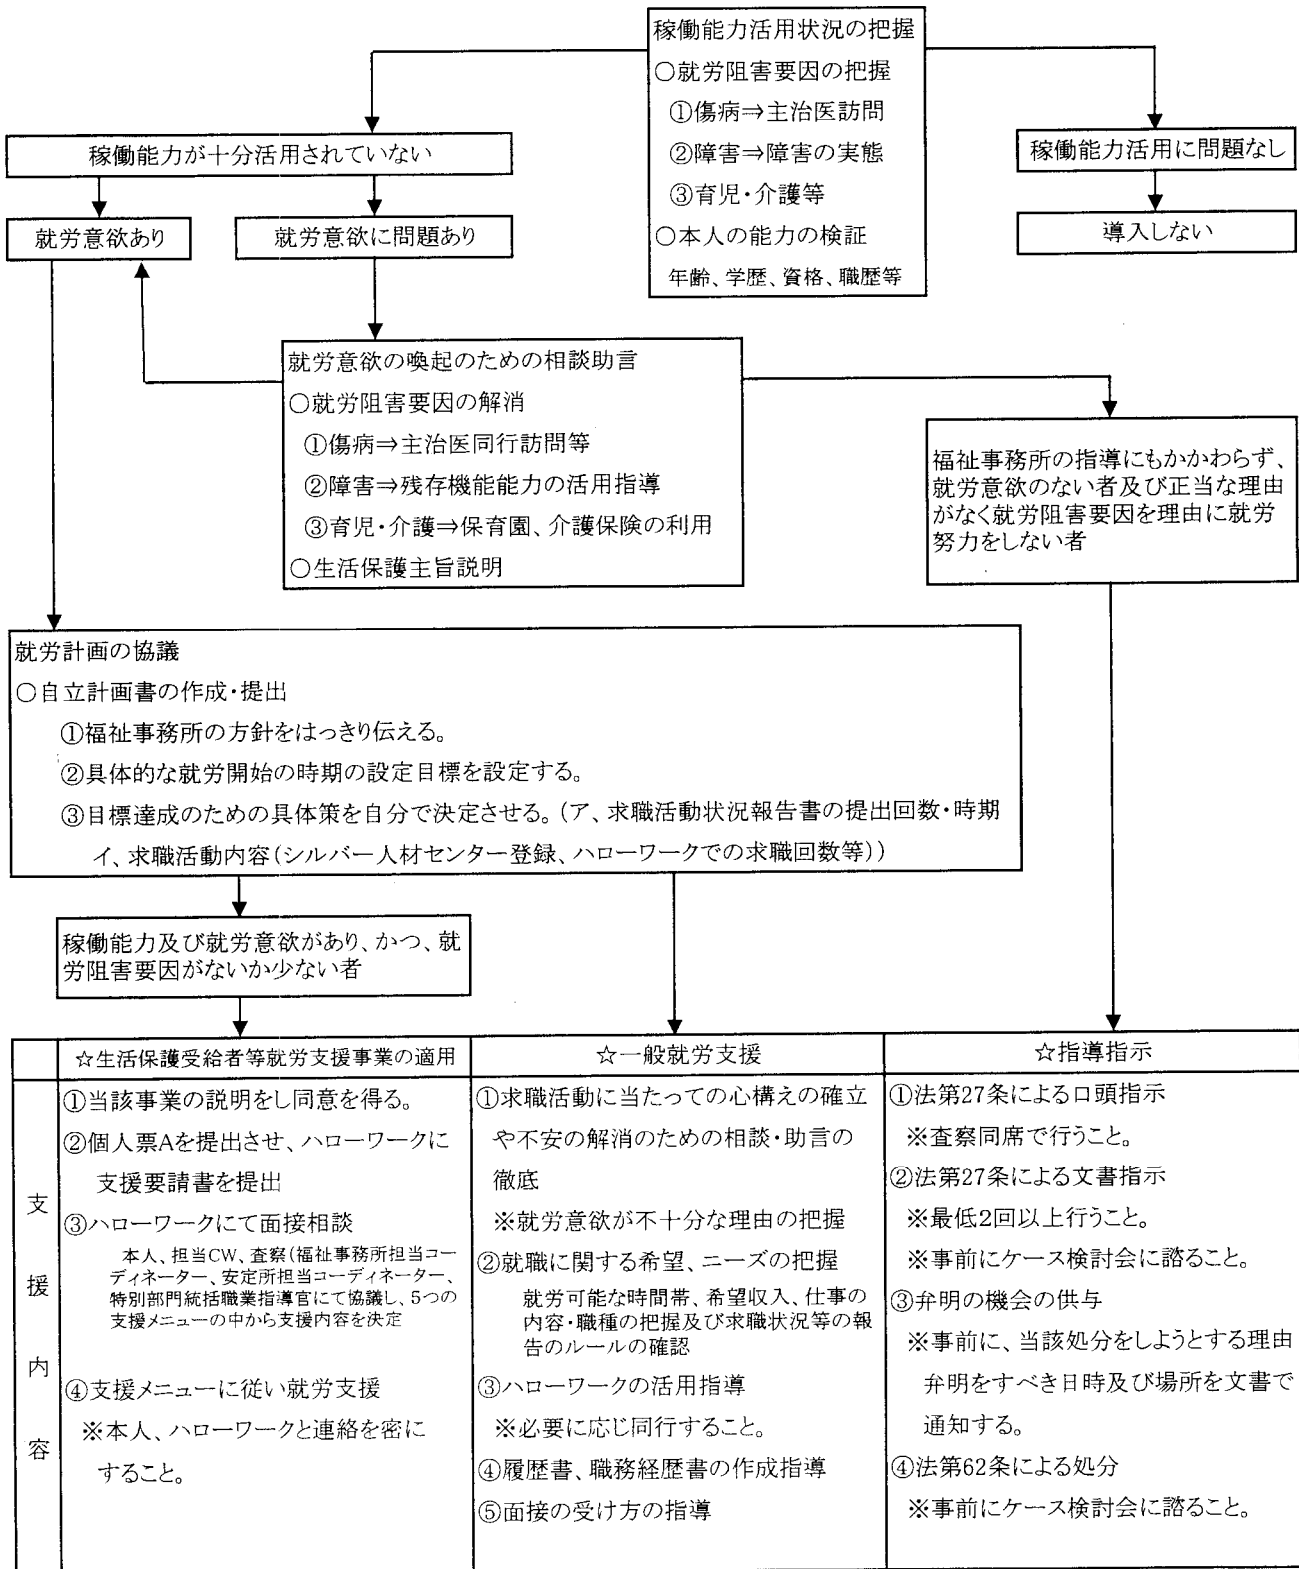 稼働能力活用状況の把握
○就労阻害要因の把握
①傷病⇒主治医訪問
②障害⇒障害の実態
③育児・介護等
○本人の能力の検証
年齢、学歴、資格、職歴等
稼働能力が十分活用されていない
稼働能力活用に問題なし
就労意欲あり
就労意欲に問題あり
導入しない
就労意欲の喚起のための相談助言
○就労阻害要因の解消
①傷病⇒主治医同行訪問等
②障害⇒残存機能能力の活用指導
③育児・介護⇒保育園、介護保険の利用
○生活保護主旨説明
福祉事務所の指導にもかかわらず、
就労意欲のない者及び正当な理由
がなく就労阻害要因を理由に就労
努力をしない者
就労計画の協議
○自立計画書の作成・提出
①福祉事務所の方針をはっきり伝える。
②具体的な就労開始の時期の設定目標を設定する。
③目標達成のための具体策を自分で決定させる。(ア、求職活動状況報告書の提出回数・時期
イ、求職活動内容(シルバー人材センター登録、ハローワークでの求職回数等))
稼働能力及び就労意欲があり、かつ、就
労阻害要因がないか少ない者
支援内容
☆生活保護受給者等就労支援事業の適用
①当該事業の説明をし同意を得る。
②個人票Aを提出させ、ハローワークに
支援要請書を提出
③ハローワークにて面接相談
本人、担当CW、査察(福祉事務所担当コー
ディネーター、安定所担当コーディネーター、
特別部門統括職業指導官にて協議し、5つの
支援メニューの中から支援内容を決定
④支援メニューに従い就労支援
※本人、ハローワークと連絡を密に
すること。
☆一般就労支援
①求職活動に当たっての心構えの確立
や不安の解消のための相談・助言の
徹底
※就労意欲が不十分な理由の把握
②就職に関する希望、ニーズの把握
就労可能な時間帯、希望収入、仕事の
内容・職種の把握及び求職状況等の報
告のルールの確認
③ハローワークの活用指導
※必要に応じ同行すること。
④履歴書、職務経歴書の作成指導
⑤面接の受け方の指導
☆指導指示
①法第27条による口頭指示
※査察同席で行うこと。
②法第27条による文書指示
※最低2回以上行うこと。
※事前にケース検討会に諮ること。
③弁明の機会の供与
※事前に、当該処分をしようとする理由
弁明をすべき日時及び場所を文書で
通知する。
④法第62条による処分
※事前にケース検討会に諮ること。